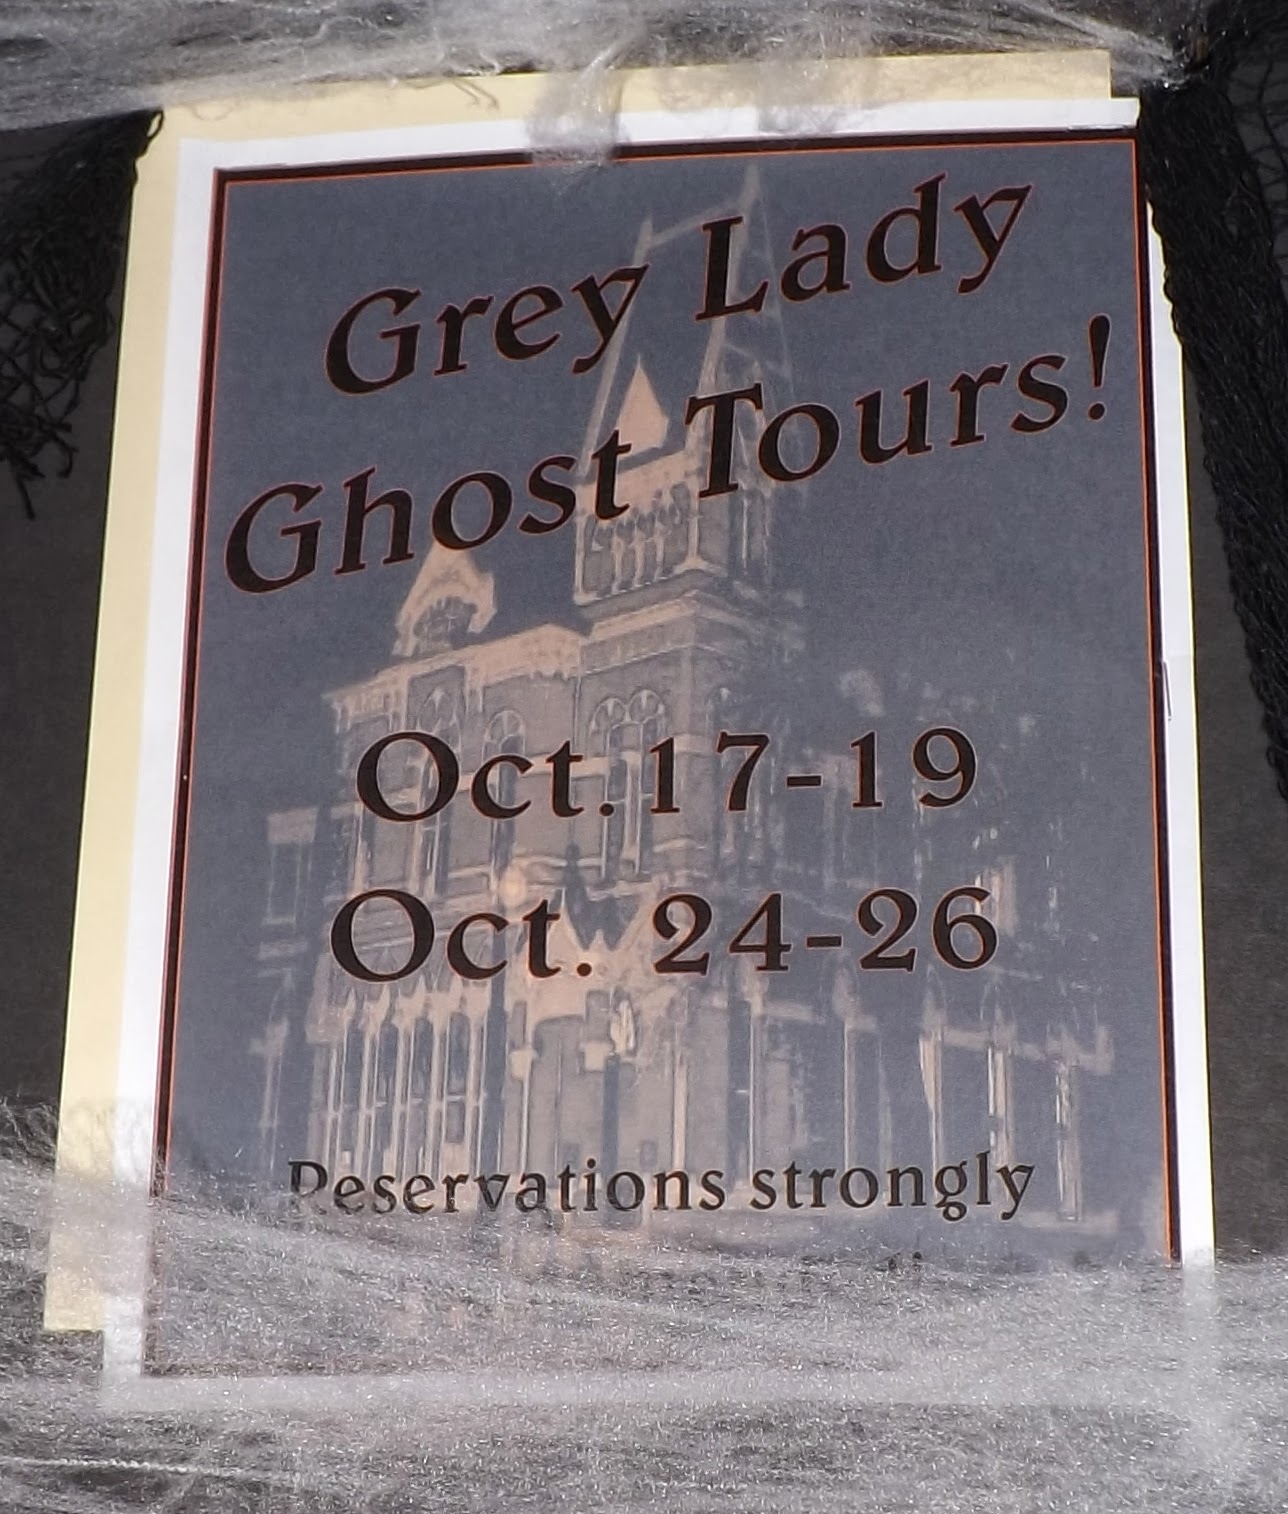 Grey Lady
Ghost Tours!
Oct. 17-19
Oct. 24-26
Reservations strongly